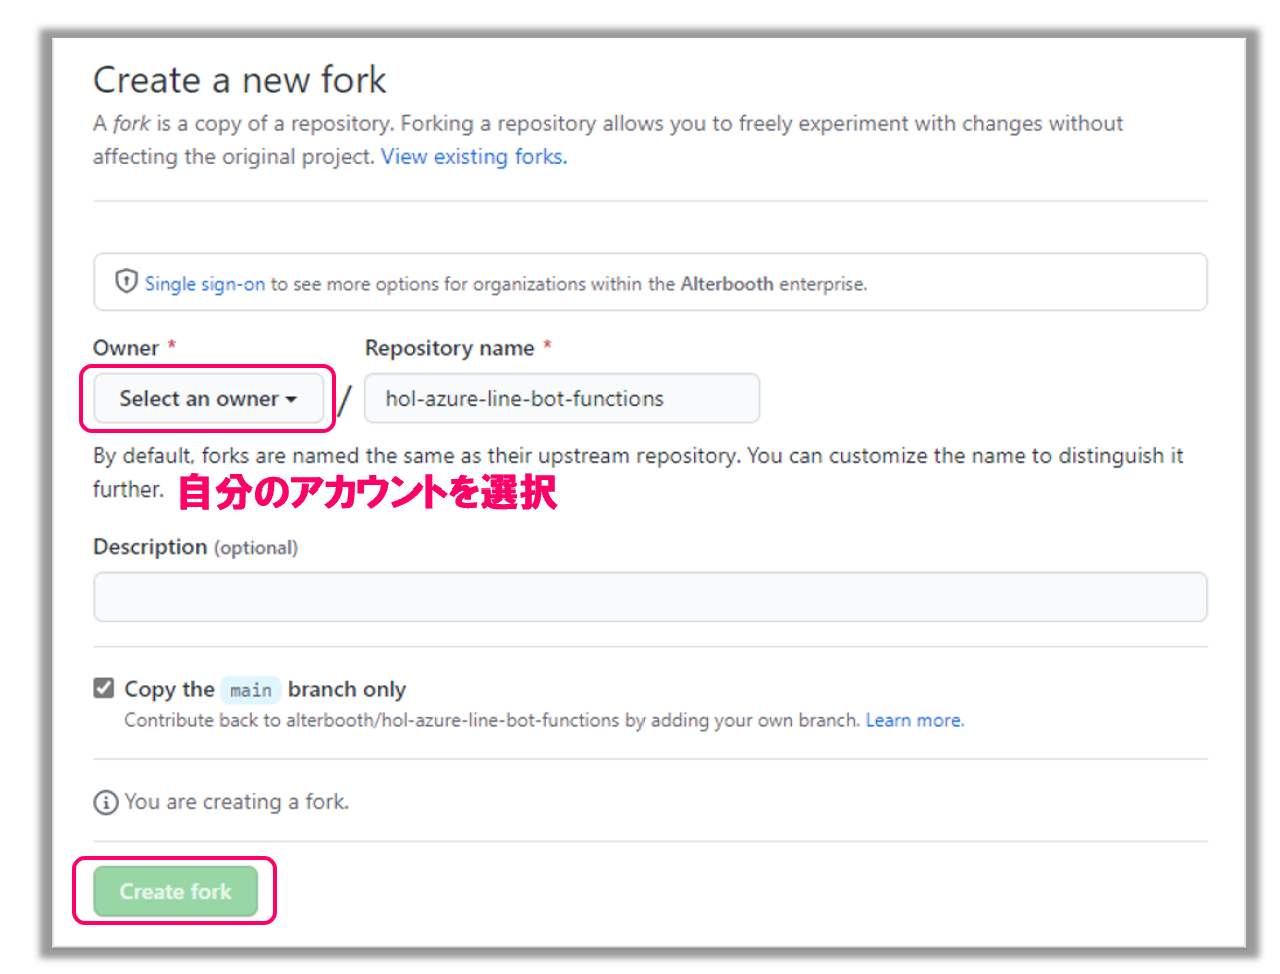 Create a new fork
A fork is a copy of a repository. Forking a repository allows you to freely experiment with changes without
affecting the original project. View existing forks.
Single sign-on to see more options for organizations within the Alterbooth enterprise.
Owner * Repository name *
Select an owner / hol-azure-line-bot-functions
By default, forks are named the same as their upstream repository. You can customize the name to distinguish it
further. 自分のアカウントを選択
Description (optional)
Copy the main branch only
Contribute back to alterbooth/hol-azure-line-bot-functions by adding your own branch. Learn more.
You are creating a fork.
Create fork